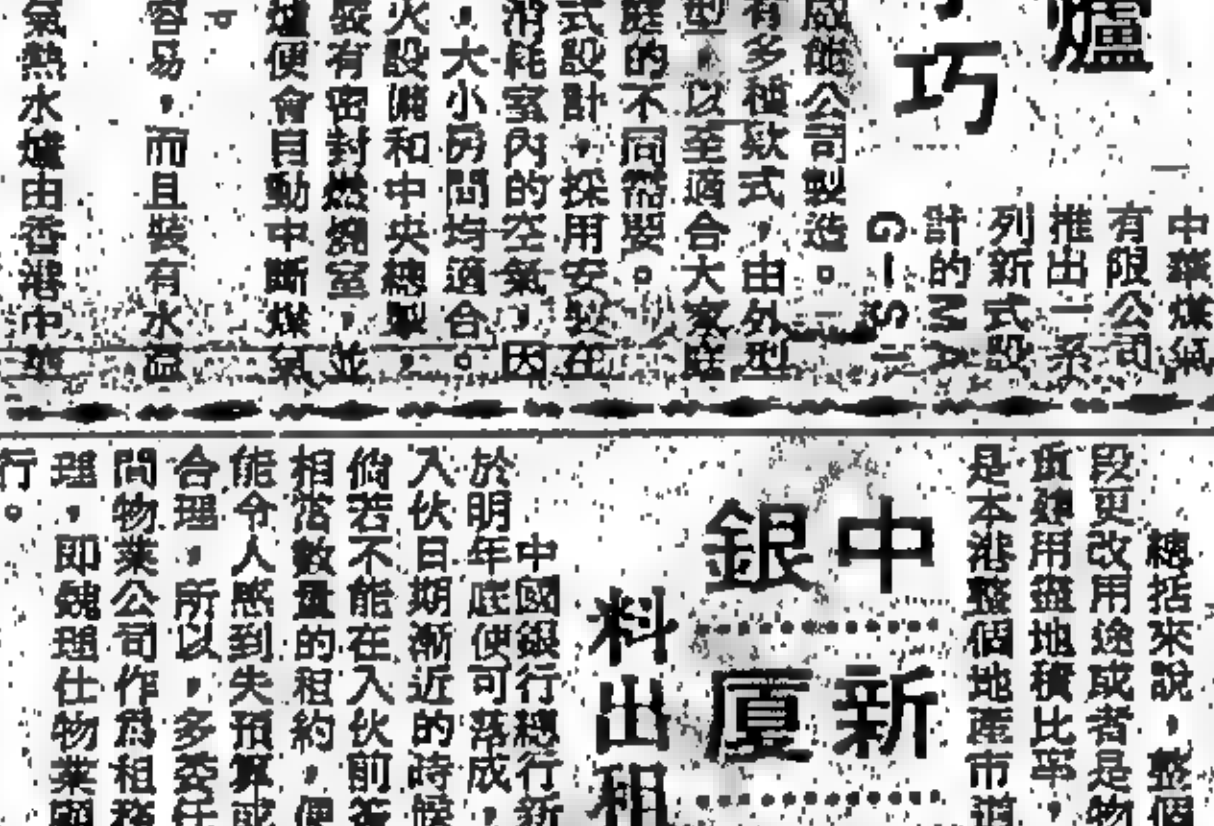 爐
巧
中華煤氣
有限公司
推出一系
列新式設
計的MA
G－S
威能公司製造。
有多種款式，由外型
型，以至適合大家庭
庭的不同需要。
式設計，採用安裝在
消耗室內的空氣，因
，大小房間均適合。
火設備和中央總掣，
裝有密封燃燒室，並
爐便會自動中斷煤氣
容易，而且裝有水溫
氣熱水爐由香港中華
總括來說，整個
段更改用途或者是物
用盡地積比率
是本港整個地產市
中新
銀廈
料出租
中國銀行總行新
於明年底便可落成，
入伙日期漸近的時候
倘若不能在入伙前簽
相當數量的租約，便
能令人感到失預算或
合理，所以，多委任
問物業公司作為租務
理，即魏理仕物業顧
行。